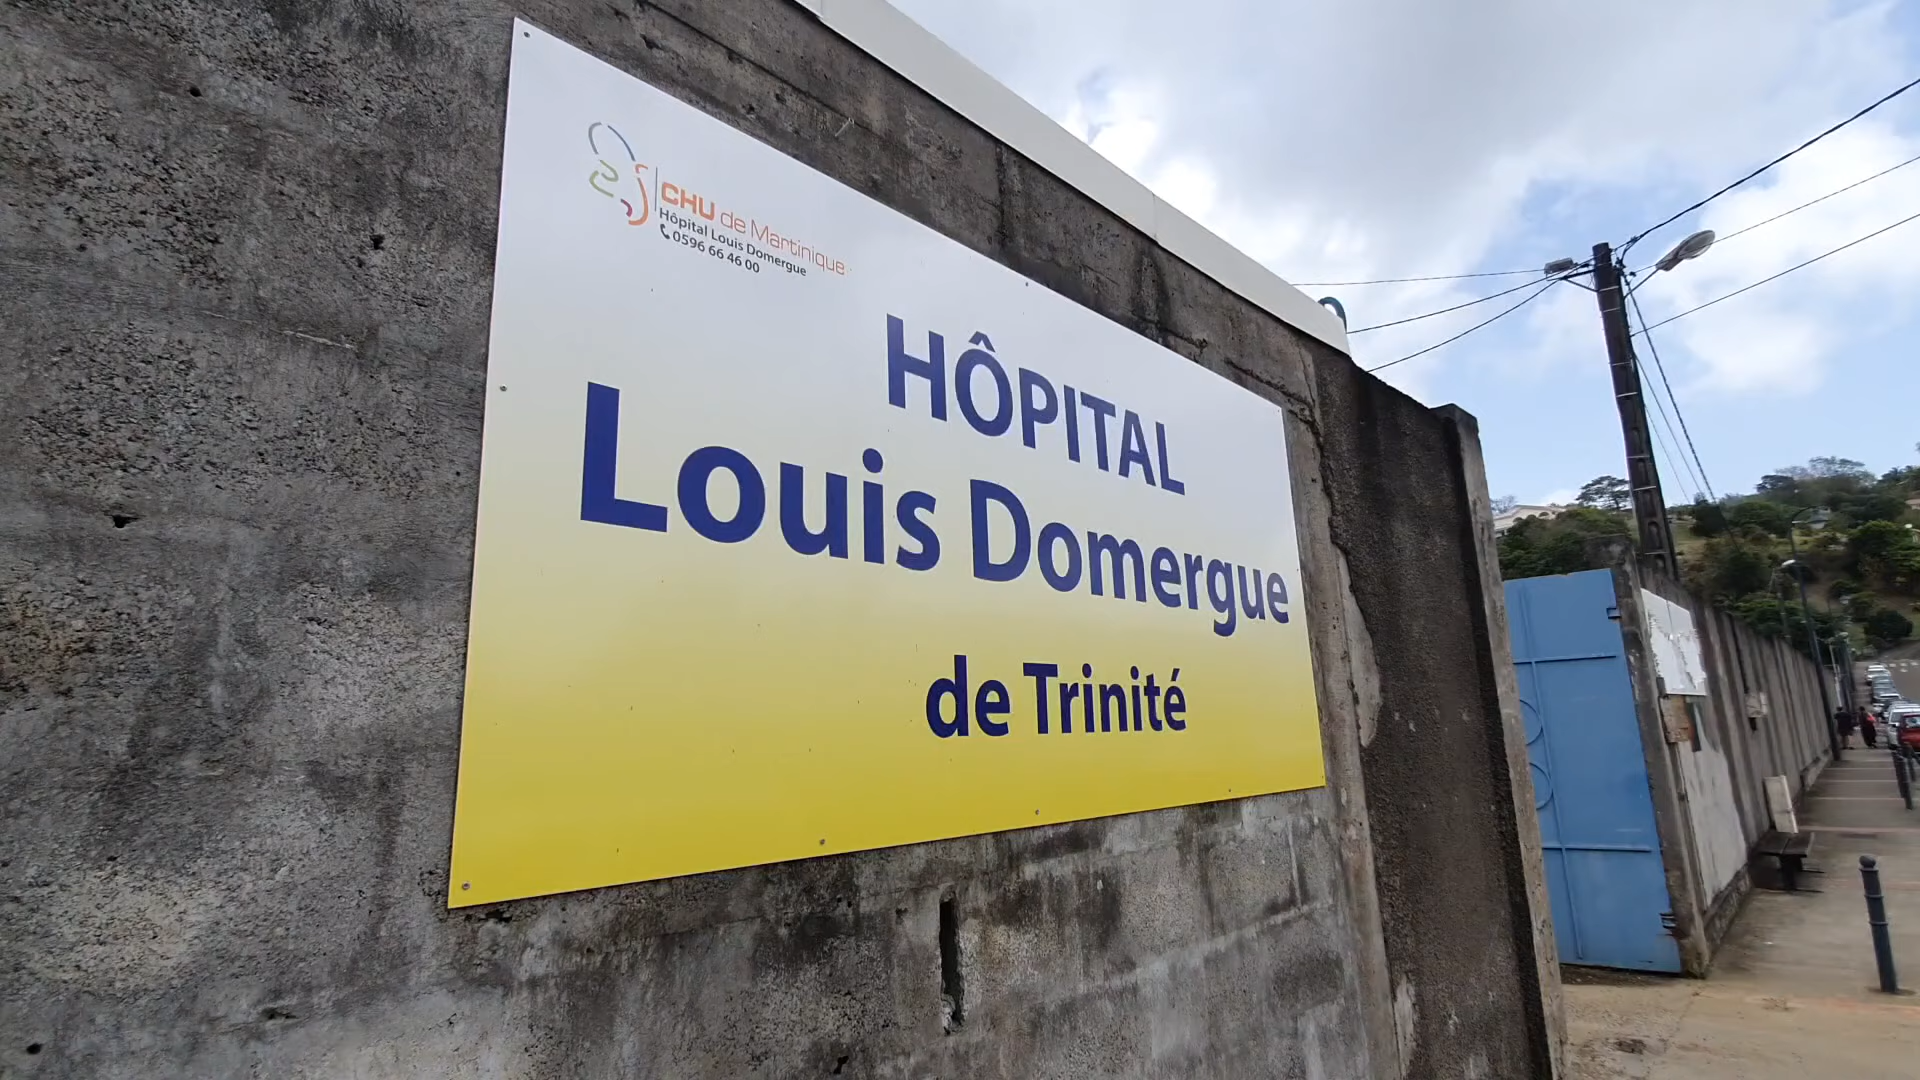 CHU de Martinique
Hôpital Louis Domergue
0596 66 46 00
HÔPITAL
Louis Domergue
de Trinité